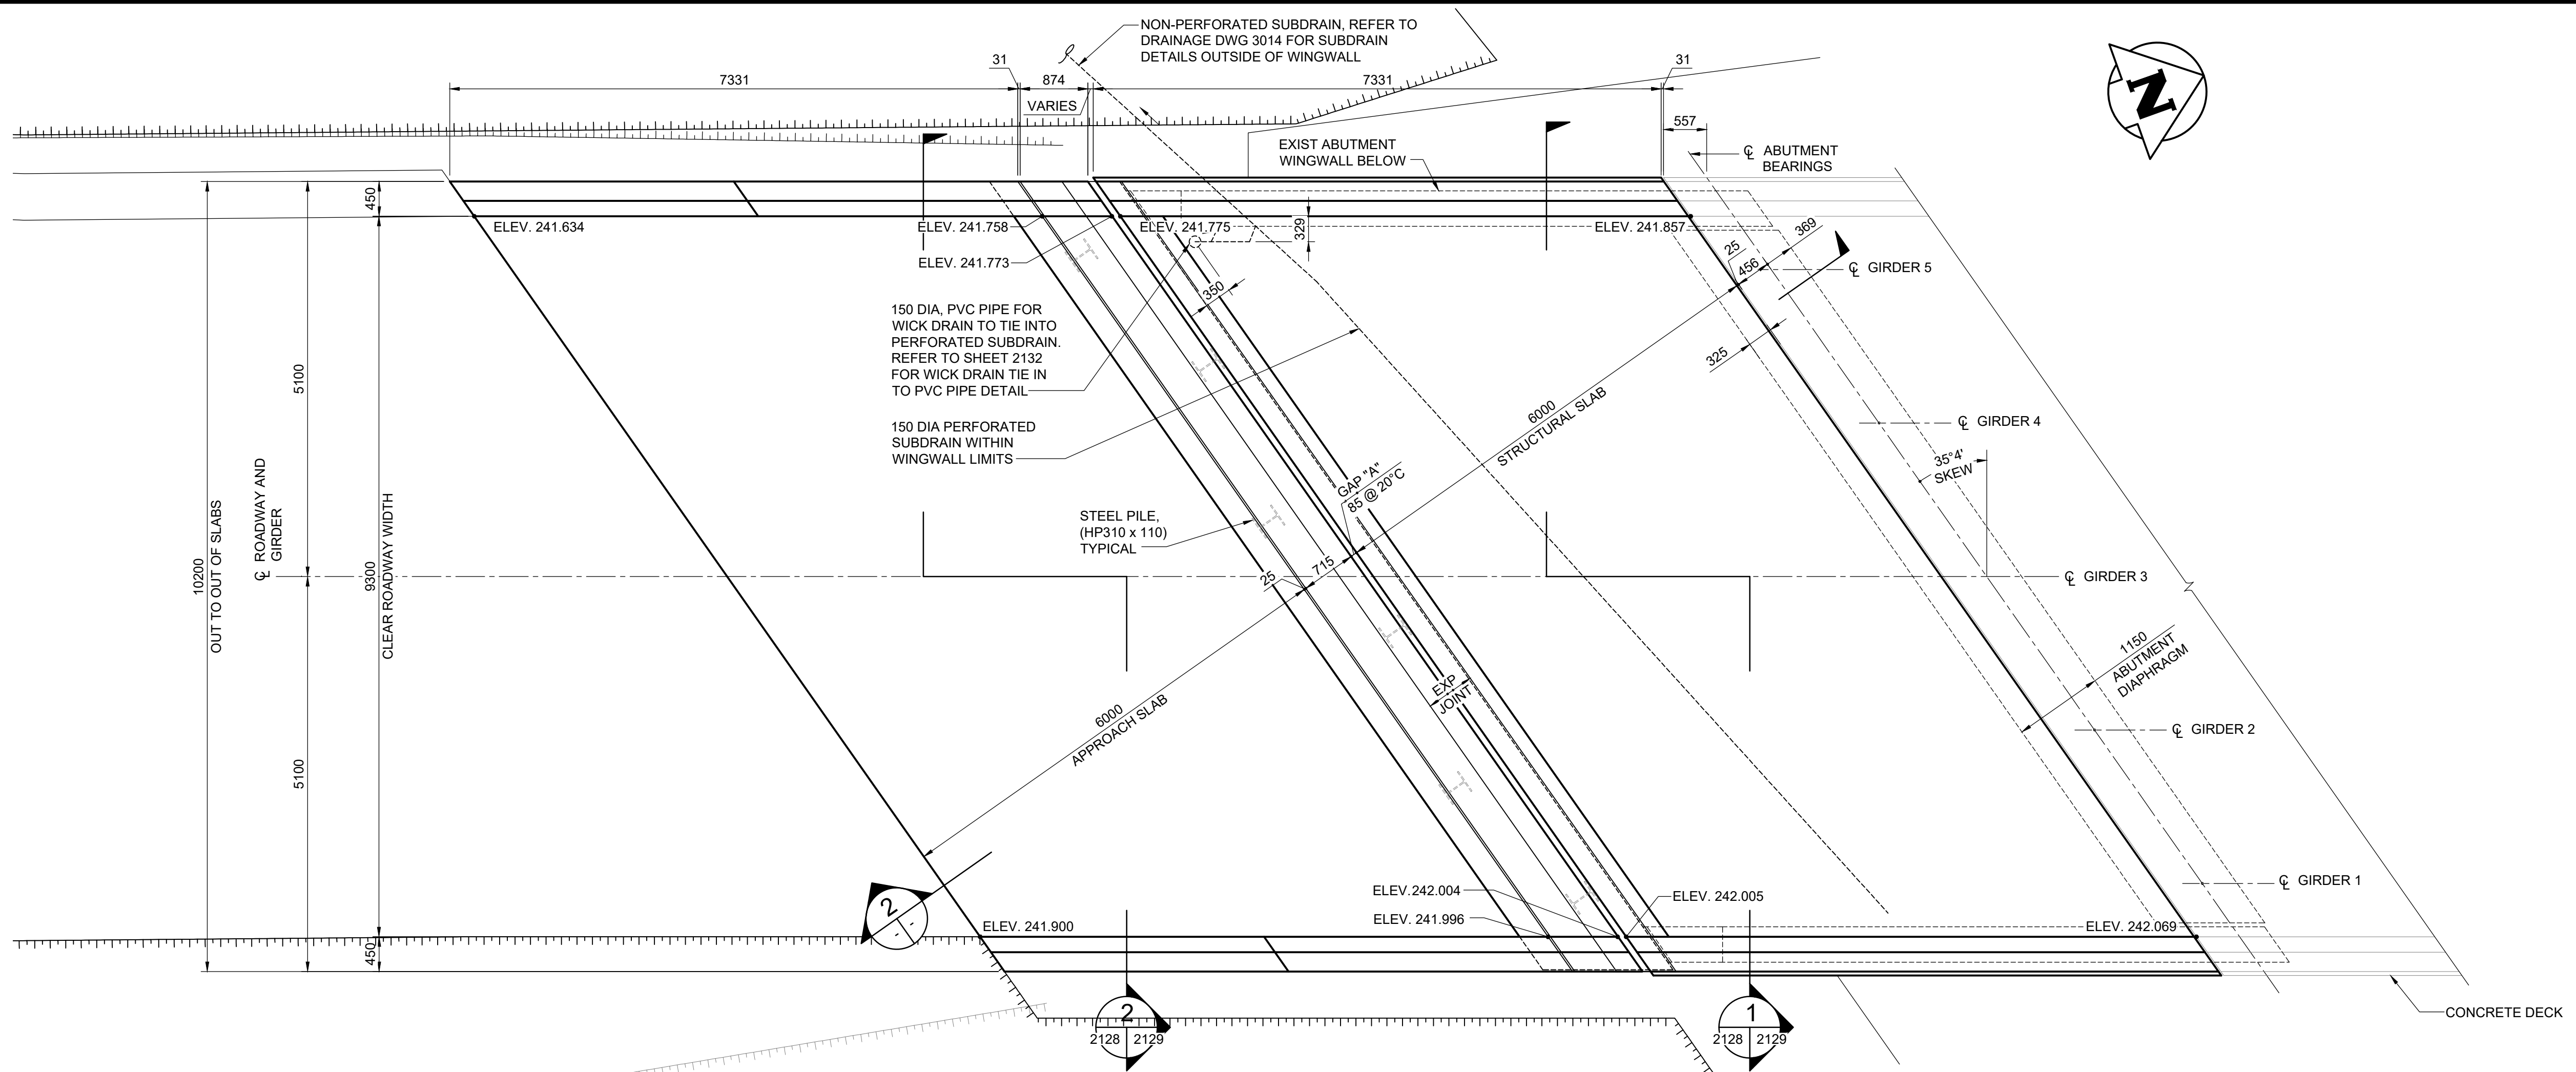 NON-PERFORATED SUBDRAIN, REFER TO
DRAINAGE DWG 3014 FOR SUBDRAIN
DETAILS OUTSIDE OF WINGWALL
7331
31
874
VARIES
7331
31
557
N
EXIST ABUTMENT
WINGWALL BELOW
℄ ABUTMENT
BEARINGS
450
ELEV. 241.634
ELEV. 241.758
ELEV. 241.773
ELEV. 241.775
329
ELEV. 241.857
369
25
456
℄ GIRDER 5
350
325
150 DIA, PVC PIPE FOR
WICK DRAIN TO TIE INTO
PERFORATED SUBDRAIN.
REFER TO SHEET 2132
FOR WICK DRAIN TIE IN
TO PVC PIPE DETAIL
150 DIA PERFORATED
SUBDRAIN WITHIN
WINGWALL LIMITS
5100
6000
STRUCTURAL SLAB
℄ GIRDER 4
35°4'
SKEW
GAP "A"
85 @ 20°C
STEEL PILE,
(HP310 x 110)
TYPICAL
10200
OUT TO OUT OF SLABS
℄ ROADWAY AND
GIRDER
9300
CLEAR ROADWAY WIDTH
25
715
℄ GIRDER 3
1150
ABUTMENT
DIAPHRAGM
EXP
JOINT
6000
APPROACH SLAB
℄ GIRDER 2
5100
℄ GIRDER 1
2
- -
ELEV. 242.004
ELEV. 242.005
ELEV. 241.996
ELEV. 241.900
ELEV. 242.069
450
2
2128 2129
1
2128 2129
CONCRETE DECK